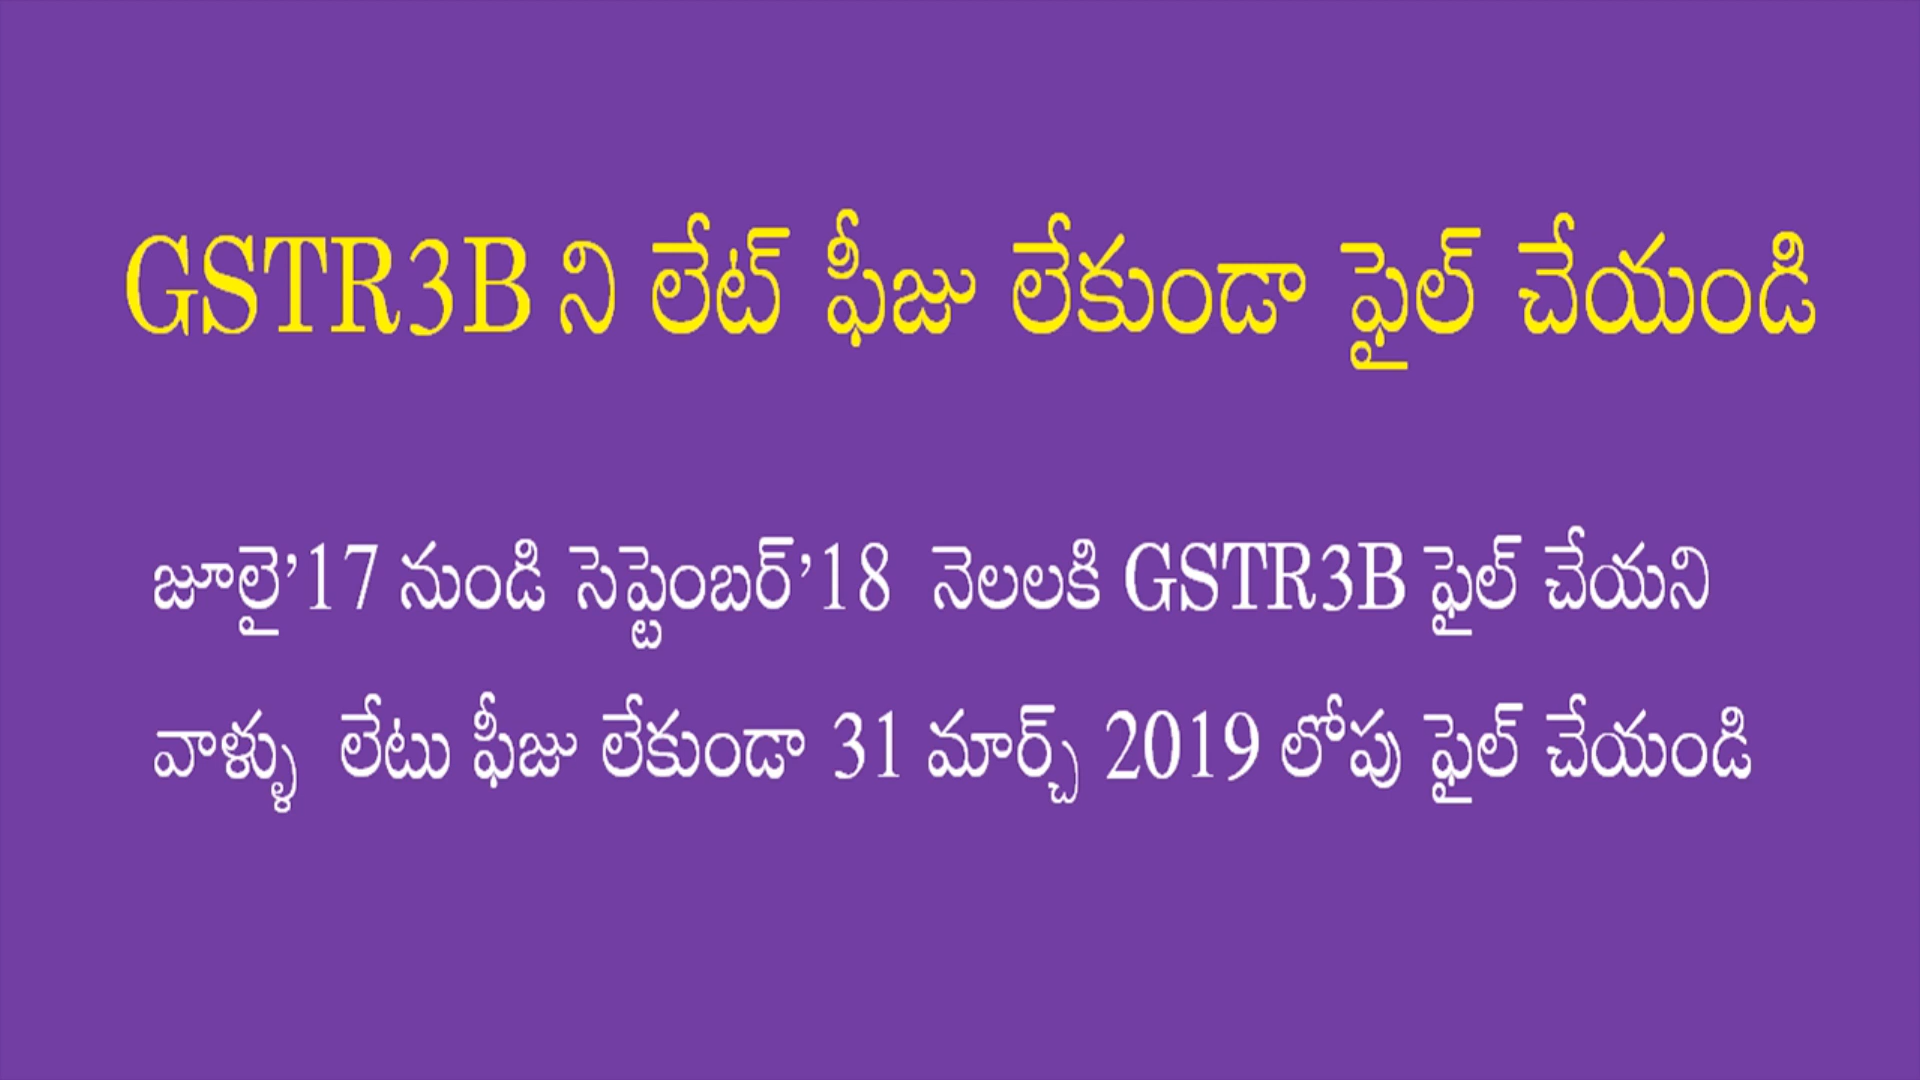 GSTR3B ని లేట్ ఫీజు లేకుండా ఫైల్ చేయండి
జూలై’17 నుండి సెప్టెంబర్’18 నెలలకి GSTR3B ఫైల్ చేయని
వాళ్ళు లేటు ఫీజు లేకుండా 31 మార్చ్ 2019 లోపు ఫైల్ చేయండి